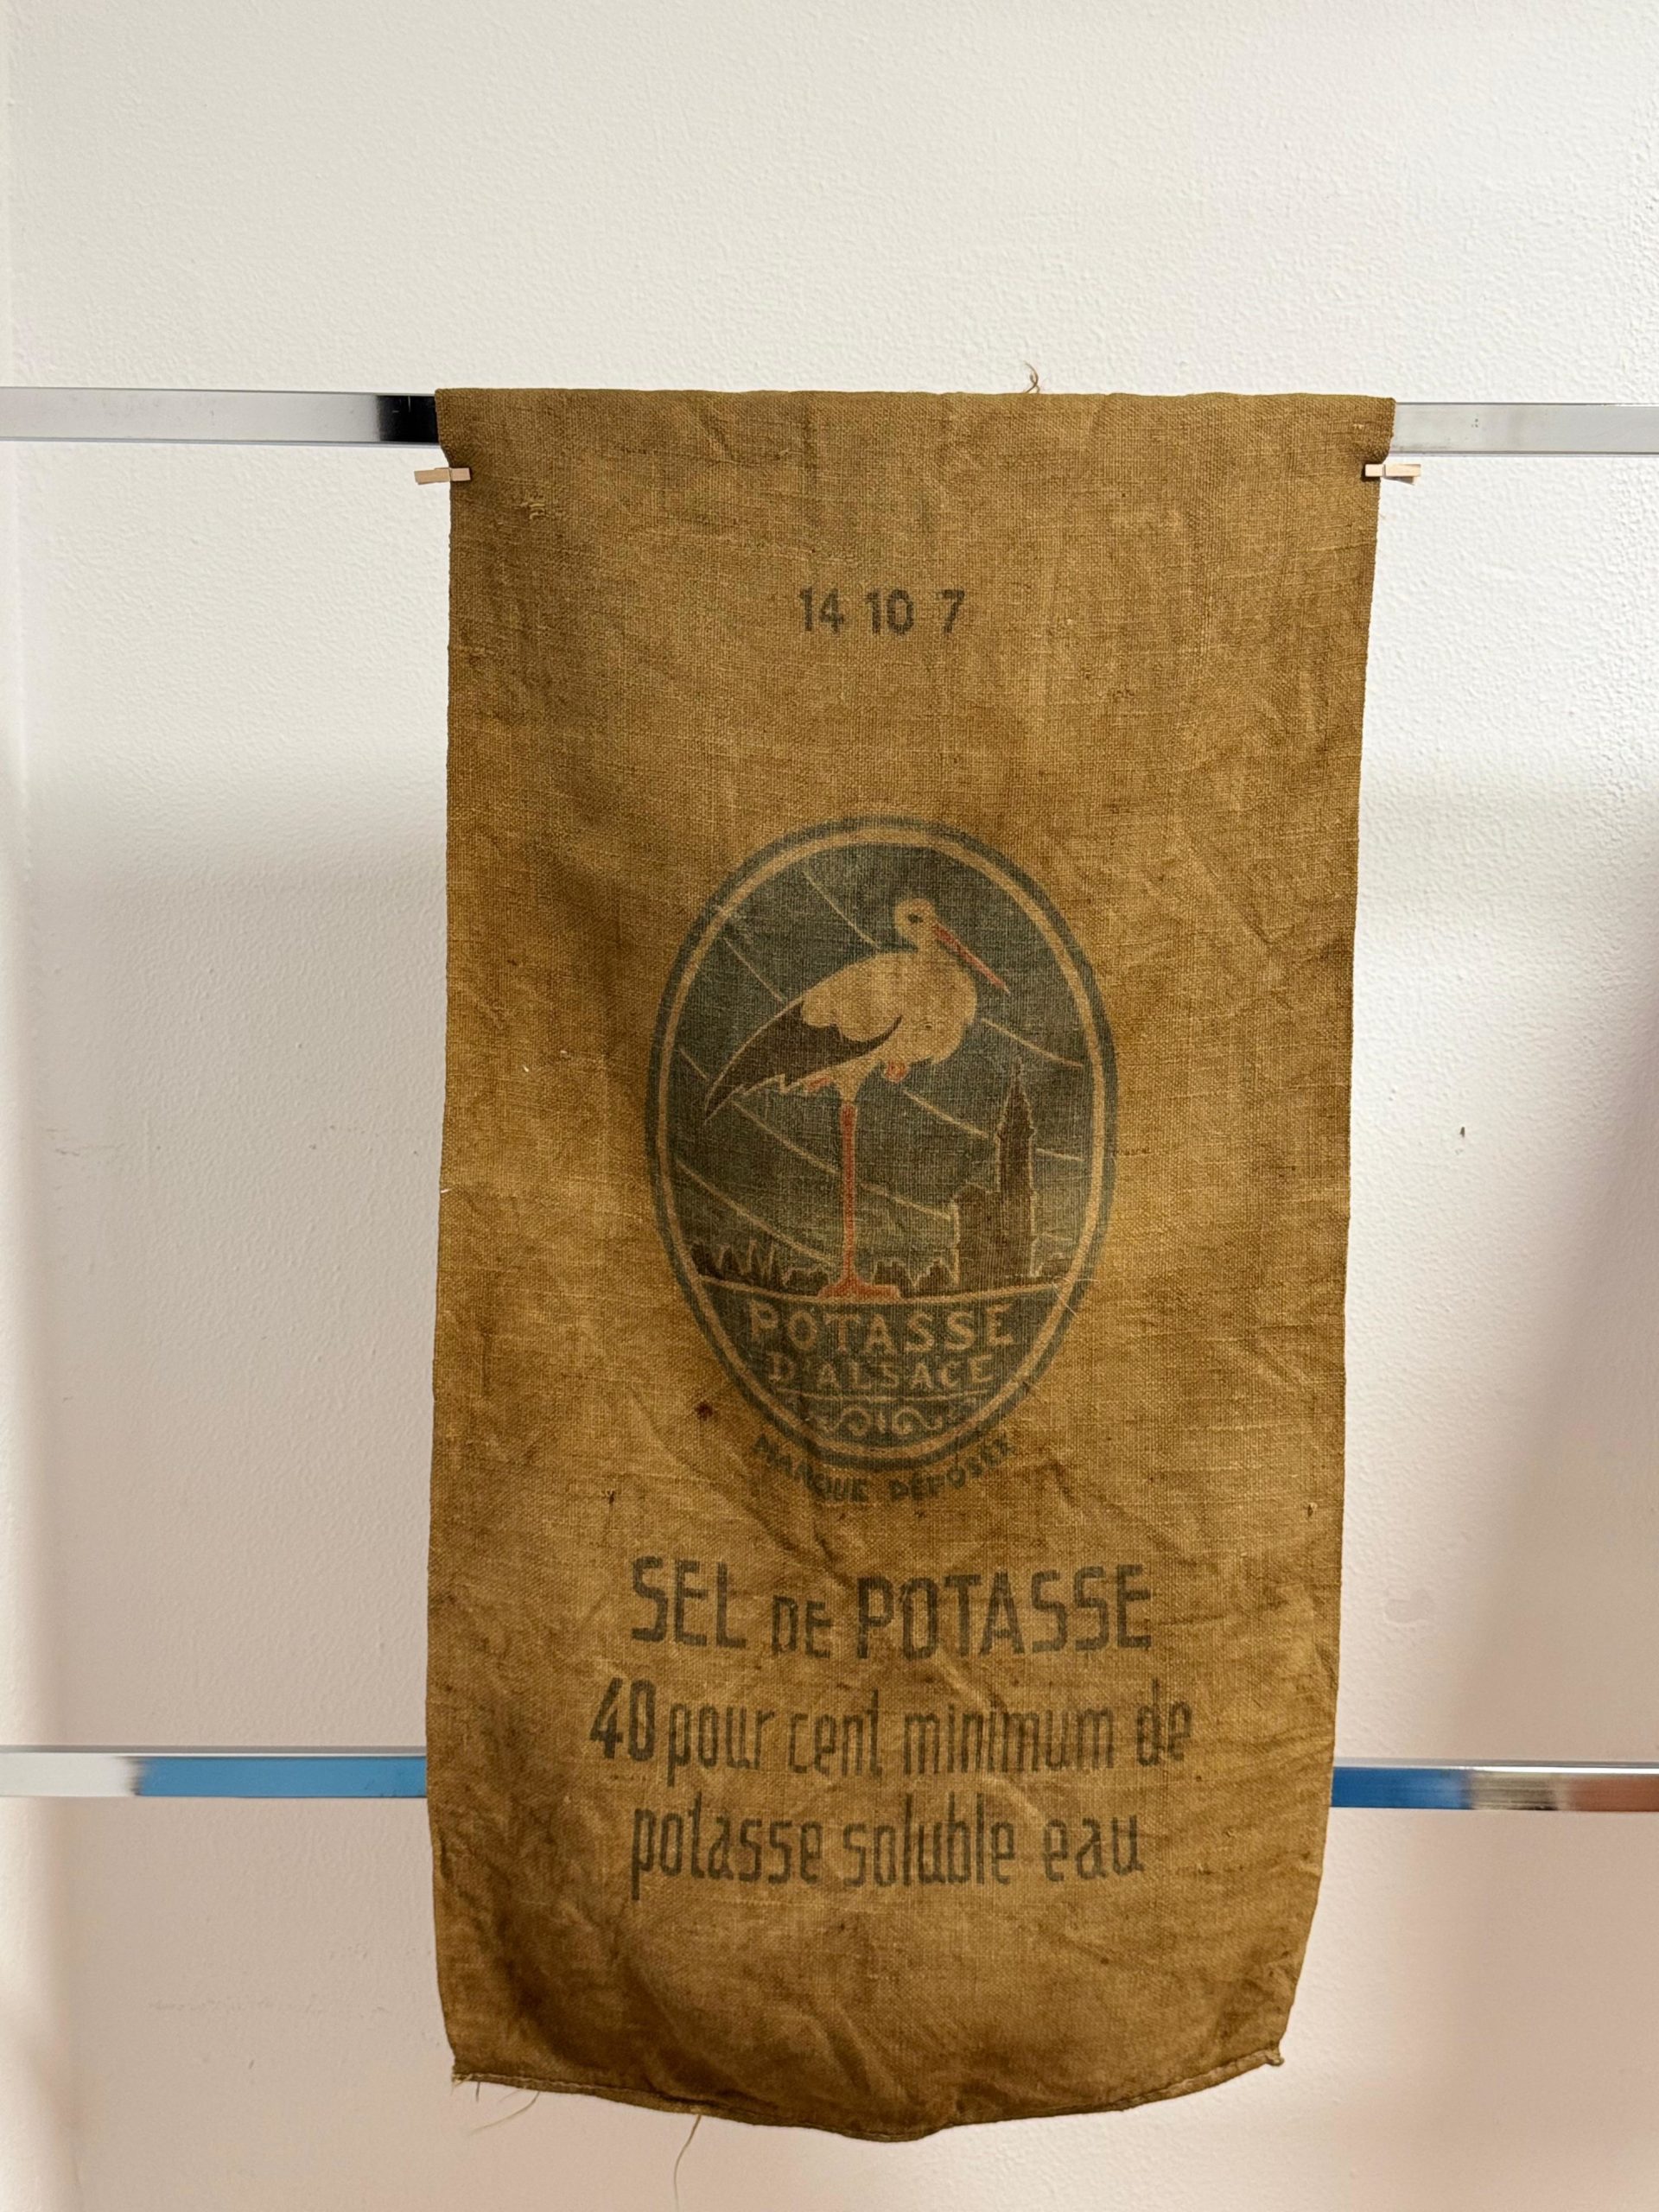 14 10 7
POTASSE
D'ALSACE
MARQUE DÉPOSÉE
SEL DE POTASSE
40 pour cent minimum de
potasse soluble eau